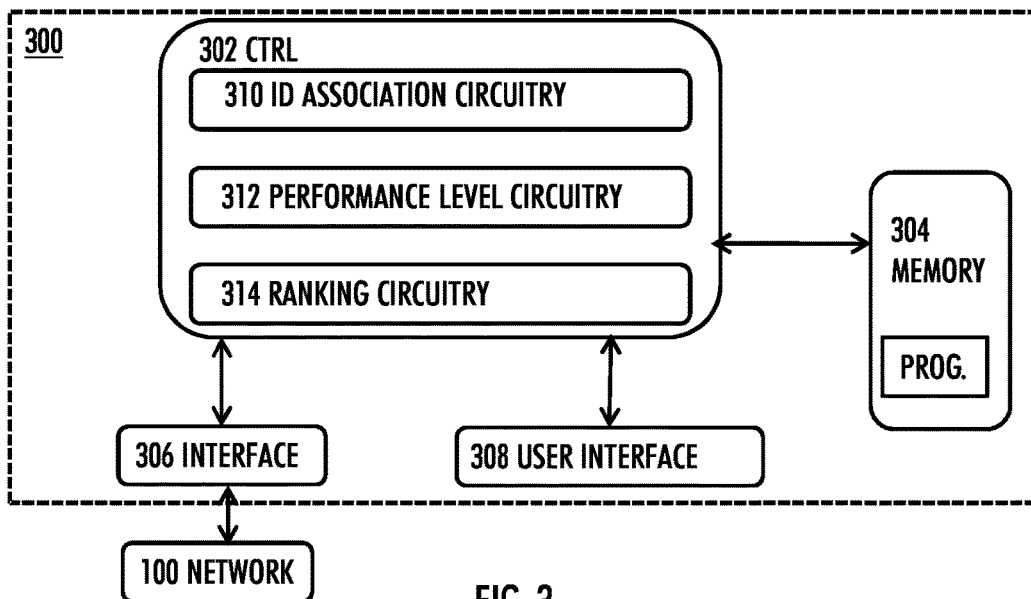 300
302 CTRL
310 ID ASSOCIATION CIRCUITRY
312 PERFORMANCE LEVEL CIRCUITRY
314 RANKING CIRCUITRY
304
MEMORY
PROG.
306 INTERFACE
308 USER INTERFACE
100 NETWORK